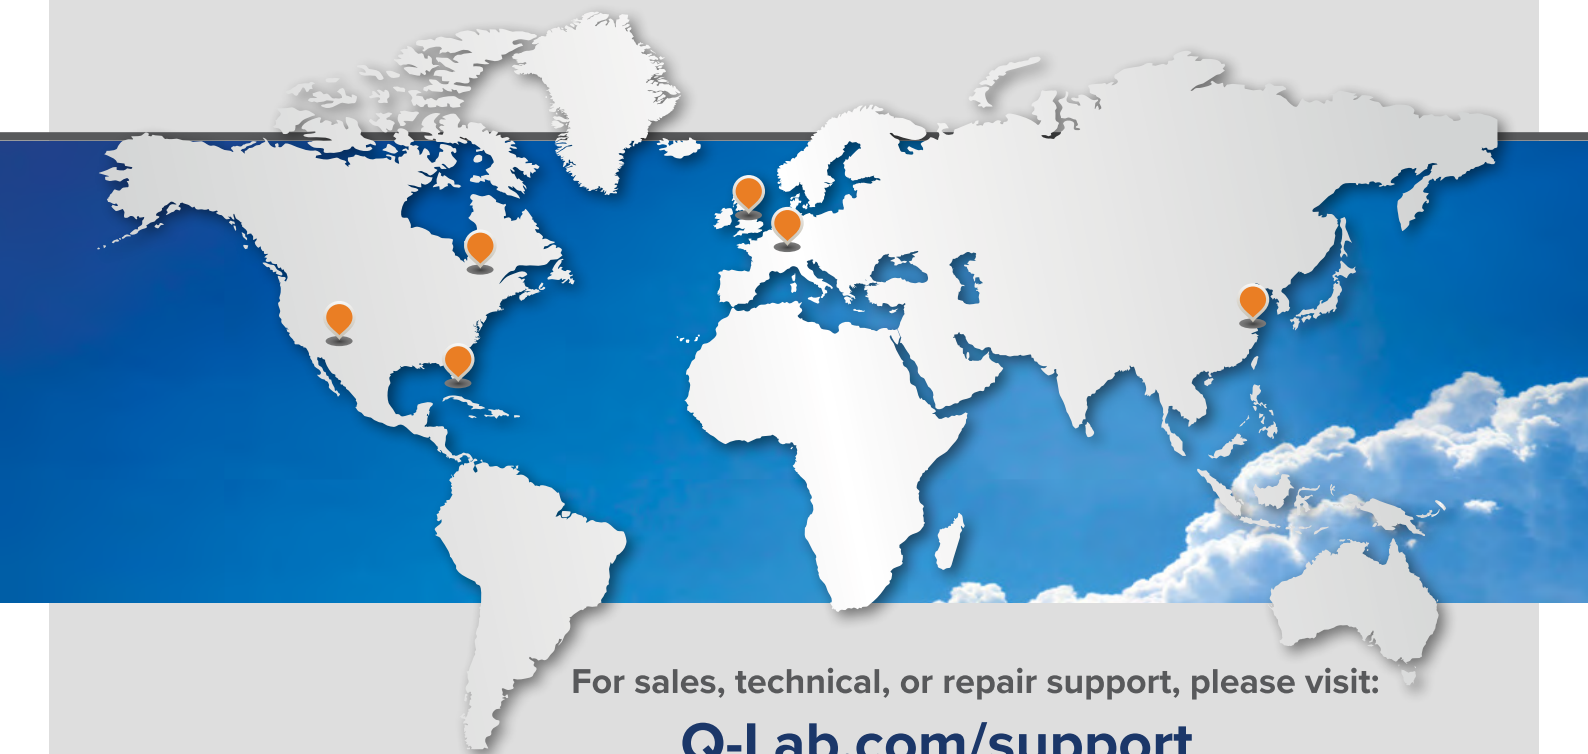 For sales, technical, or repair support, please visit:
Q-Lab.com/support